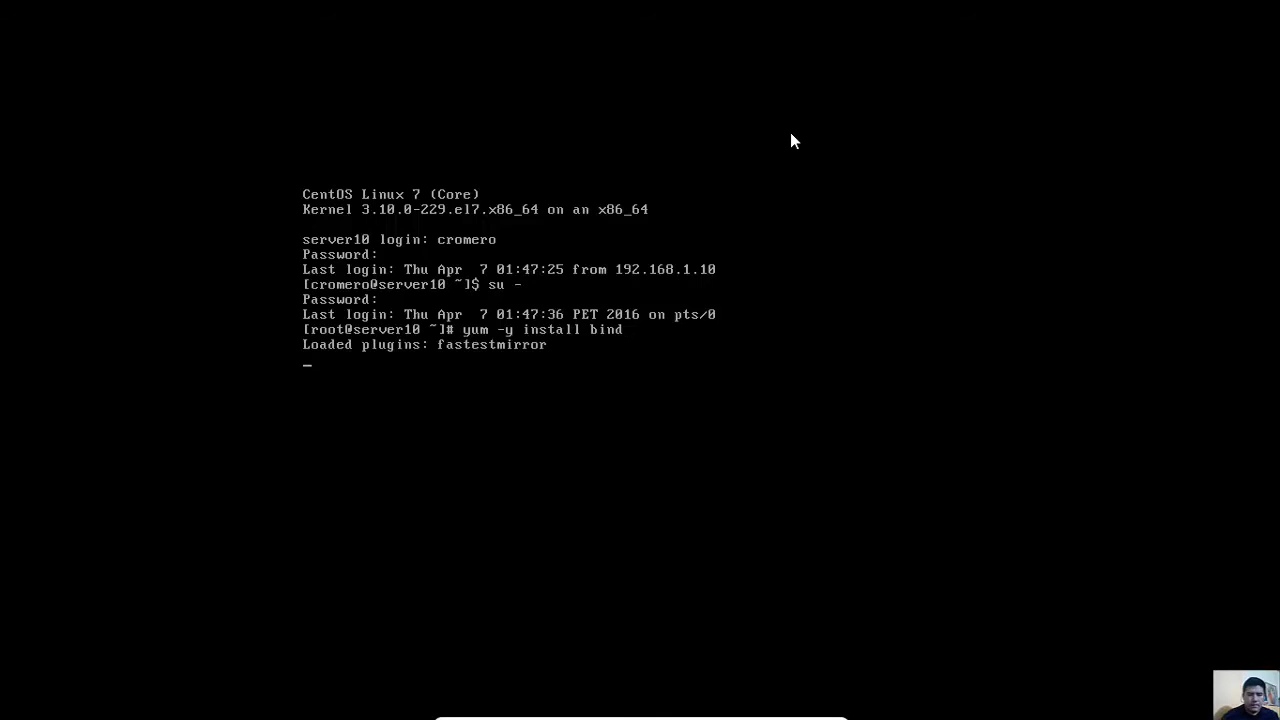 CentOS Linux 7 (Core)
Kernel 3.10.0-229.el7.x86_64 on an x86_64
server10 login: cromero
Password:
Last login: Thu Apr  7 01:47:25 from 192.168.1.10
[cromero@server10 ~]$ su -
Password:
Last login: Thu Apr  7 01:47:36 PET 2016 on pts/0
[root@server10 ~]# yum -y install bind
Loaded plugins: fastestmirror